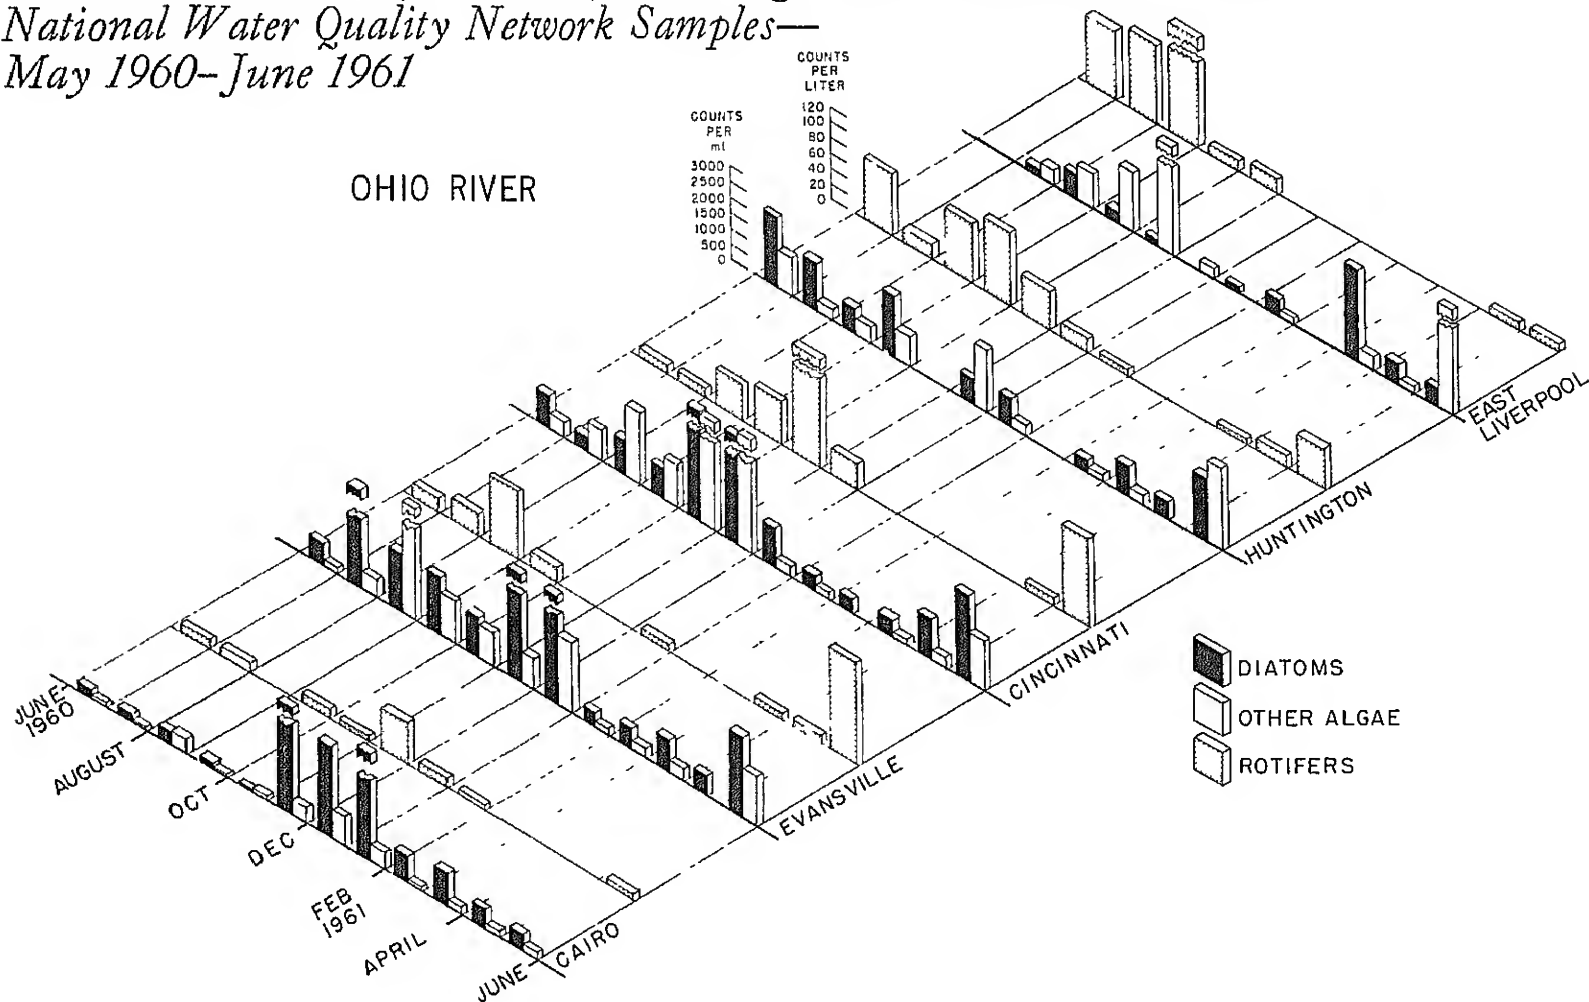 National Water Quality Network Samples—
May 1960–June 1961
OHIO RIVER
COUNTS
PER
ml
3000
2500
2000
1500
1000
500
0
COUNTS
PER
LITER
120
100
80
60
40
20
0
JUNE
1960
AUGUST
OCT
DEC
FEB
1961
APRIL
JUNE
CAIRO
EVANSVILLE
CINCINNATI
HUNTINGTON
EAST
LIVERPOOL
DIATOMS
OTHER ALGAE
ROTIFERS